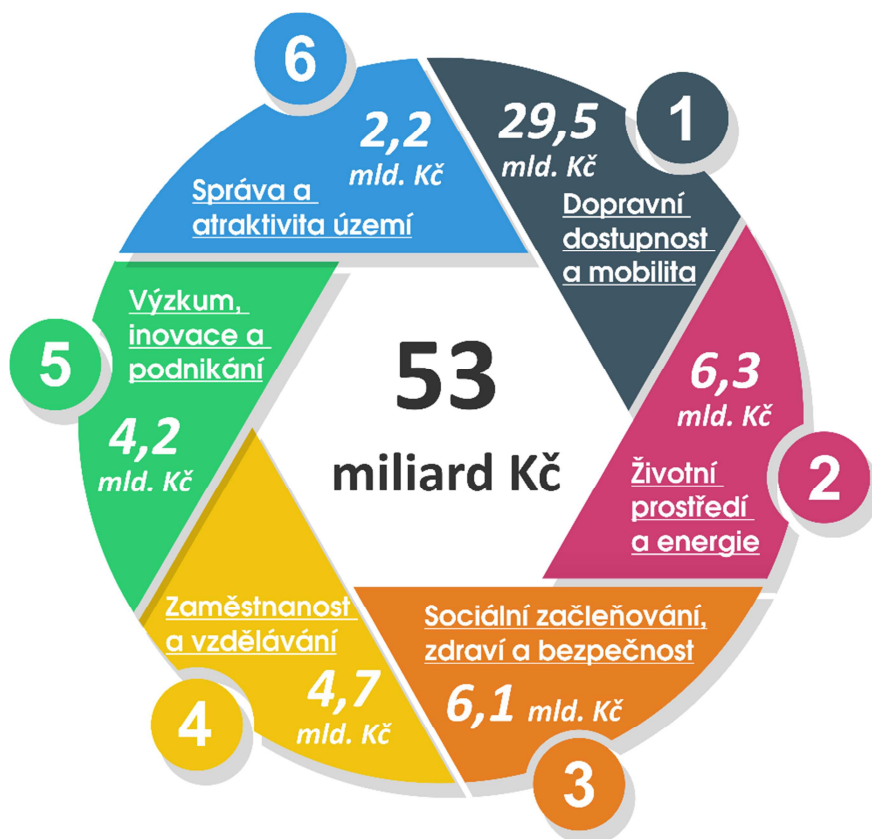 6
2,2
mld. Kč
Správa a
atraktivita území
1
29,5
mld. Kč
Dopravní
dostupnost
a mobilita
2
6,3
mld. Kč
Životní
prostředí
a energie
3
Sociální začleňování,
zdraví a bezpečnost
6,1 mld. Kč
4
Zaměstnanost
a vzdělávání
4,7
mld. Kč
5
Výzkum,
inovace a
podnikání
4,2
mld. Kč
53
miliard Kč